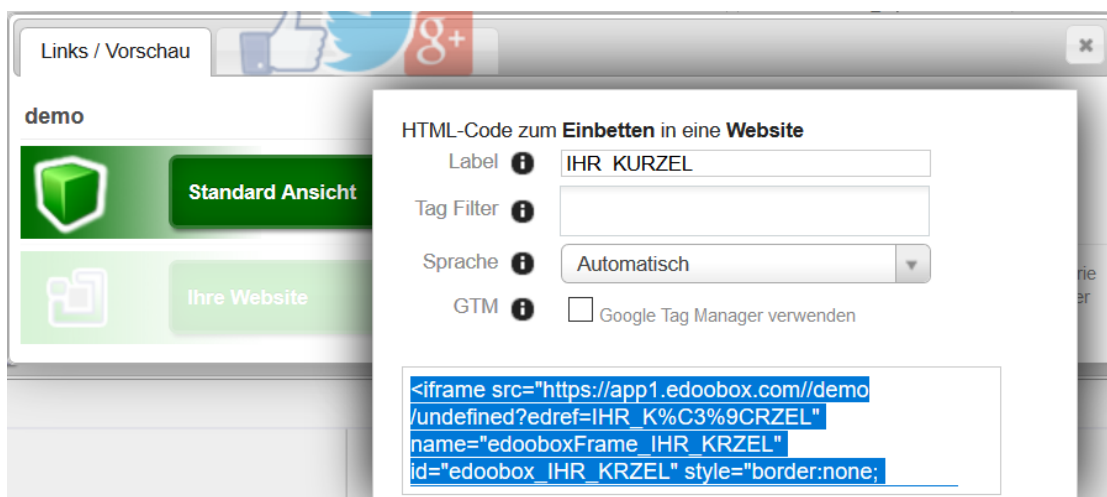 g+
Links / Vorschau
demo
Standard Ansicht
Ihre Website
HTML-Code zum Einbetten in eine Website
Label
IHR KURZEL
Tag Filter
Sprache
Automatisch
GTM
Google Tag Manager verwenden
<iframe src="https://app1.edoobox.com//demo
/undefined?edref=IHR_K%C3%9CRZEL"
name="edooboxFrame_IHR_KRZEL"
id="edoobox_IHR_KRZEL" style="border:none;